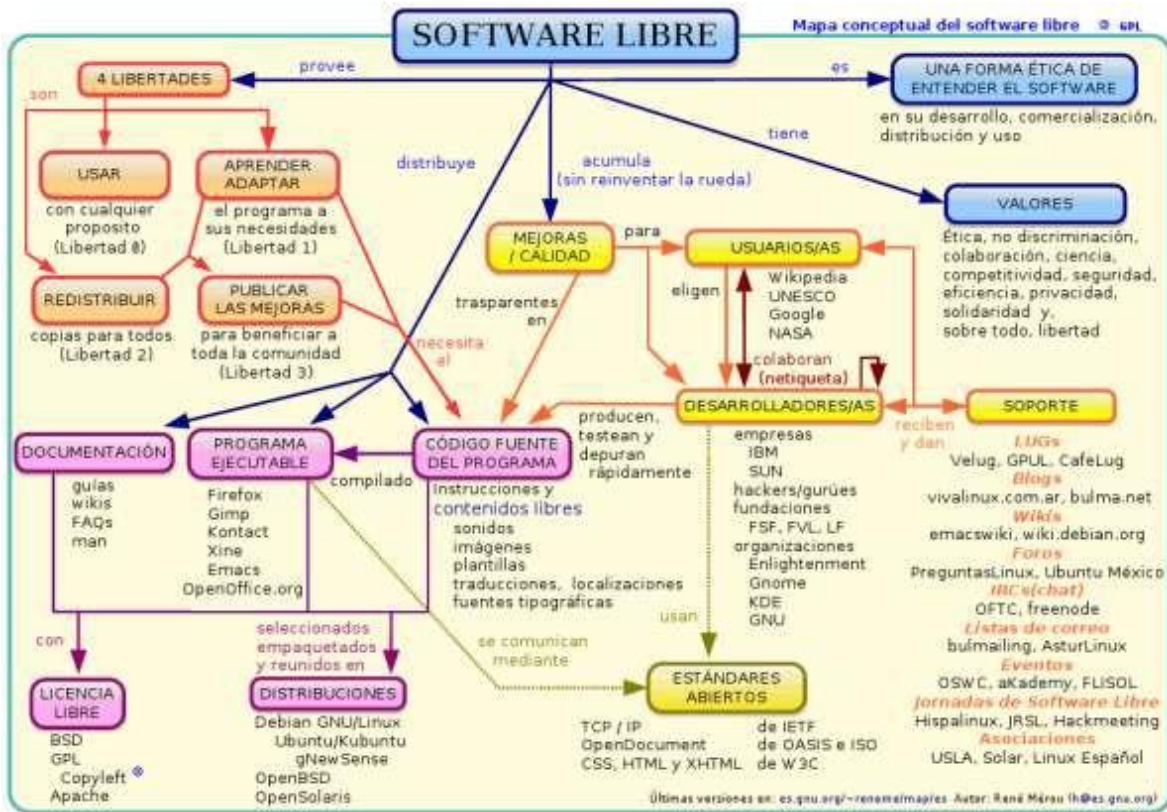 SOFTWARE LIBRE
Mapa conceptual del software libre © GPL
provee
es
4 LIBERTADES
UNA FORMA ÉTICA DE
ENTENDER EL SOFTWARE
en su desarrollo, comercialización,
distribución y uso
son
tiene
distribuye
acumula
(sin reinventar la rueda)
USAR
con cualquier
proposito
(Libertad 0)
APRENDER
ADAPTAR
el programa a
sus necesidades
(Libertad 1)
VALORES
Ética, no discriminación,
colaboración, ciencia,
competitividad, seguridad,
eficiencia, privacidad,
solidaridad y,
sobre todo, libertad
MEJORAS
/ CALIDAD
para
USUARIOS/AS
Wikipedia
UNESCO
Google
NASA
eligen
trasparentes
en
REDISTRIBUIR
copias para todos
(Libertad 2)
PUBLICAR
LAS MEJORAS
para beneficiar a
toda la comunidad
(Libertad 3)
necesita
el
colaboran
(netiqueta)
DESARROLLADORES/AS
empresas
IBM
SUN
hackers/gurúes
fundaciones
FSF, FVL, LF
organizaciones
Enlightenment
Gnome
KDE
GNU
producen,
testean y
depuran
rápidamente
reciben
y dan
SOPORTE
LUGs
Velug, GPUL, CafeLug
Blogs
vivalinux.com.ar, bulma.net
Wikis
emacswiki, wiki.debian.org
Foros
PreguntasLinux, Ubuntu México
IRCs(chat)
OFTC, freenode
Listas de correo
bulmailing, AsturLinux
Eventos
OSWC, aKademy, FLISOL
Jornadas de Software Libre
Hispalinux, JRSL, Hackmeeting
Asociaciones
USLA, Solar, Linux Español
DOCUMENTACIÓN
guías
wikis
FAQs
man
PROGRAMA
EJECUTABLE
Firefox
Gimp
Kontact
Xine
Emacs
OpenOffice.org
compilado
CÓDIGO FUENTE
DEL PROGRAMA
Instrucciones y
contenidos libres
sonidos
imágenes
plantillas
traducciones, localizaciones
fuentes tipográficas
con
seleccionados
empaquetados
y reunidos en
se comunican
mediante
usan
LICENCIA
LIBRE
BSD
GPL
Copyleft
Apache
DISTRIBUCIONES
Debian GNU/Linux
Ubuntu/Kubuntu
gNewSense
OpenBSD
OpenSolaris
ESTÁNDARES
ABIERTOS
TCP / IP de IETF
OpenDocument de OASIS e ISO
CSS, HTML y XHTML de W3C
Últimas versiones en: es.gnu.org/~reneme/map/es Autor: René Mérou (h@es.gnu.org)